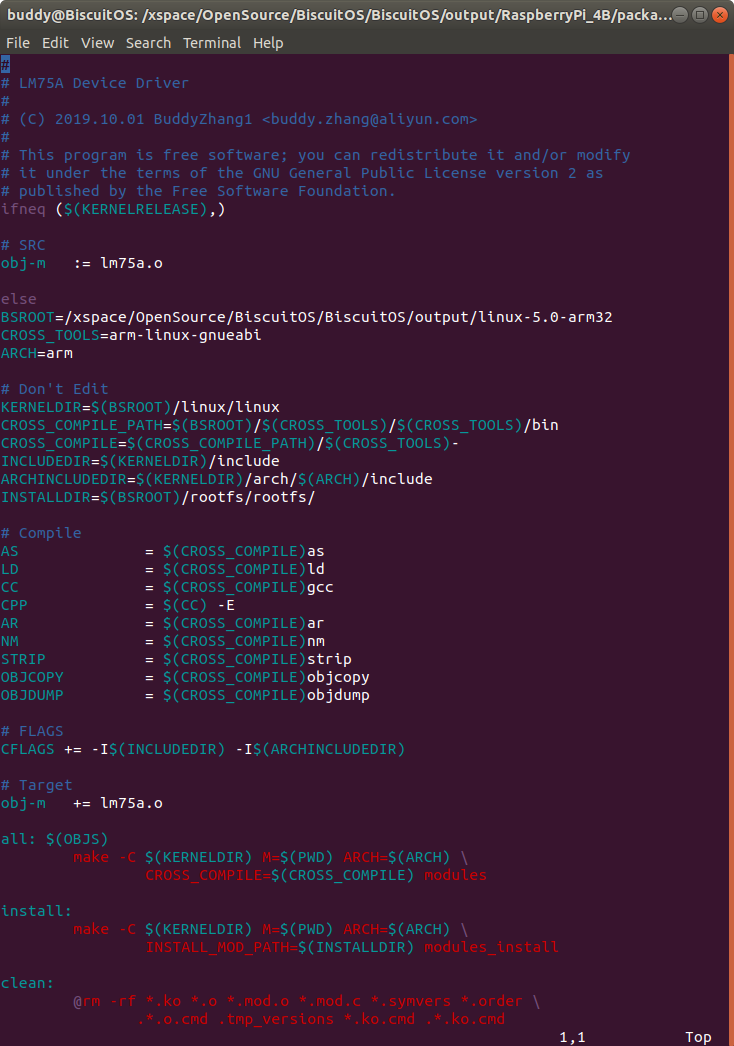 buddy@BiscuitOS: /xspace/OpenSource/BiscuitOS/BiscuitOS/output/RaspberryPi_4B/packa...
File Edit View Search Terminal Help
#
# LM75A Device Driver
#
# (C) 2019.10.01 BuddyZhang1 <buddy.zhang@aliyun.com>
#
# This program is free software; you can redistribute it and/or modify
# it under the terms of the GNU General Public License version 2 as
# published by the Free Software Foundation.
ifneq ($(KERNELRELEASE),)
# SRC
obj-m   := lm75a.o
else
BSROOT=/xspace/OpenSource/BiscuitOS/BiscuitOS/output/linux-5.0-arm32
CROSS_TOOLS=arm-linux-gnueabi
ARCH=arm
# Don't Edit
KERNELDIR=$(BSROOT)/linux/linux
CROSS_COMPILE_PATH=$(BSROOT)/$(CROSS_TOOLS)/$(CROSS_TOOLS)/bin
CROSS_COMPILE=$(CROSS_COMPILE_PATH)/$(CROSS_TOOLS)-
INCLUDEDIR=$(KERNELDIR)/include
ARCHINCLUDEDIR=$(KERNELDIR)/arch/$(ARCH)/include
INSTALLDIR=$(BSROOT)/rootfs/rootfs/
# Compile
AS              = $(CROSS_COMPILE)as
LD              = $(CROSS_COMPILE)ld
CC              = $(CROSS_COMPILE)gcc
CPP             = $(CC) -E
AR              = $(CROSS_COMPILE)ar
NM              = $(CROSS_COMPILE)nm
STRIP           = $(CROSS_COMPILE)strip
OBJCOPY         = $(CROSS_COMPILE)objcopy
OBJDUMP         = $(CROSS_COMPILE)objdump
# FLAGS
CFLAGS += -I$(INCLUDEDIR) -I$(ARCHINCLUDEDIR)
# Target
obj-m   += lm75a.o
all: $(OBJS)
        make -C $(KERNELDIR) M=$(PWD) ARCH=$(ARCH) \
                CROSS_COMPILE=$(CROSS_COMPILE) modules
install:
        make -C $(KERNELDIR) M=$(PWD) ARCH=$(ARCH) \
                INSTALL_MOD_PATH=$(INSTALLDIR) modules_install
clean:
        @rm -rf *.ko *.o *.mod.o *.mod.c *.symvers *.order \
               .*.o.cmd .tmp_versions *.ko.cmd .*.ko.cmd
1,1 Top